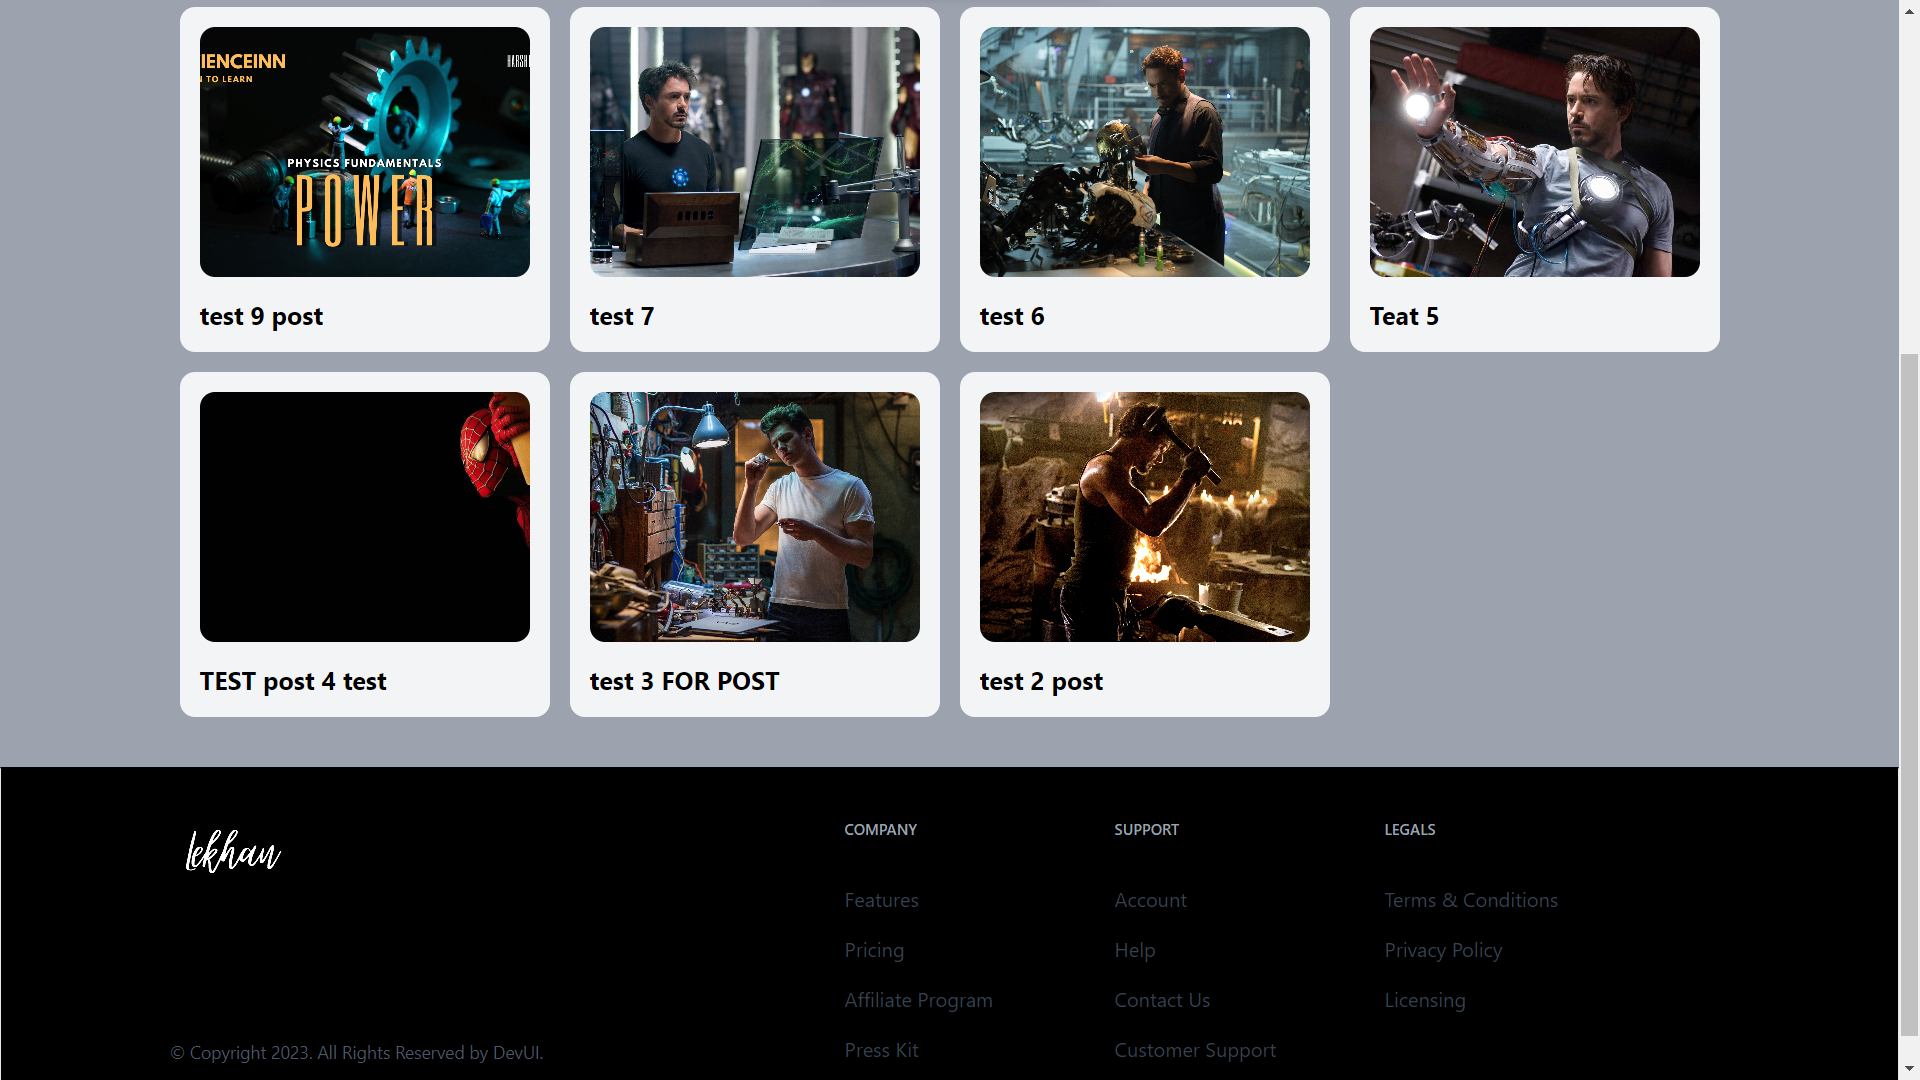 IENCEINN
TO LEARN
HARSH
PHYSICS FUNDAMENTALS
POWER
test 9 post
test 7
test 6
Teat 5
TEST post 4 test
test 3 FOR POST
test 2 post
lekhan
COMPANY
SUPPORT
LEGALS
Features
Account
Terms & Conditions
Pricing
Help
Privacy Policy
Affiliate Program
Contact Us
Licensing
Press Kit
Customer Support
© Copyright 2023. All Rights Reserved by DevUI.